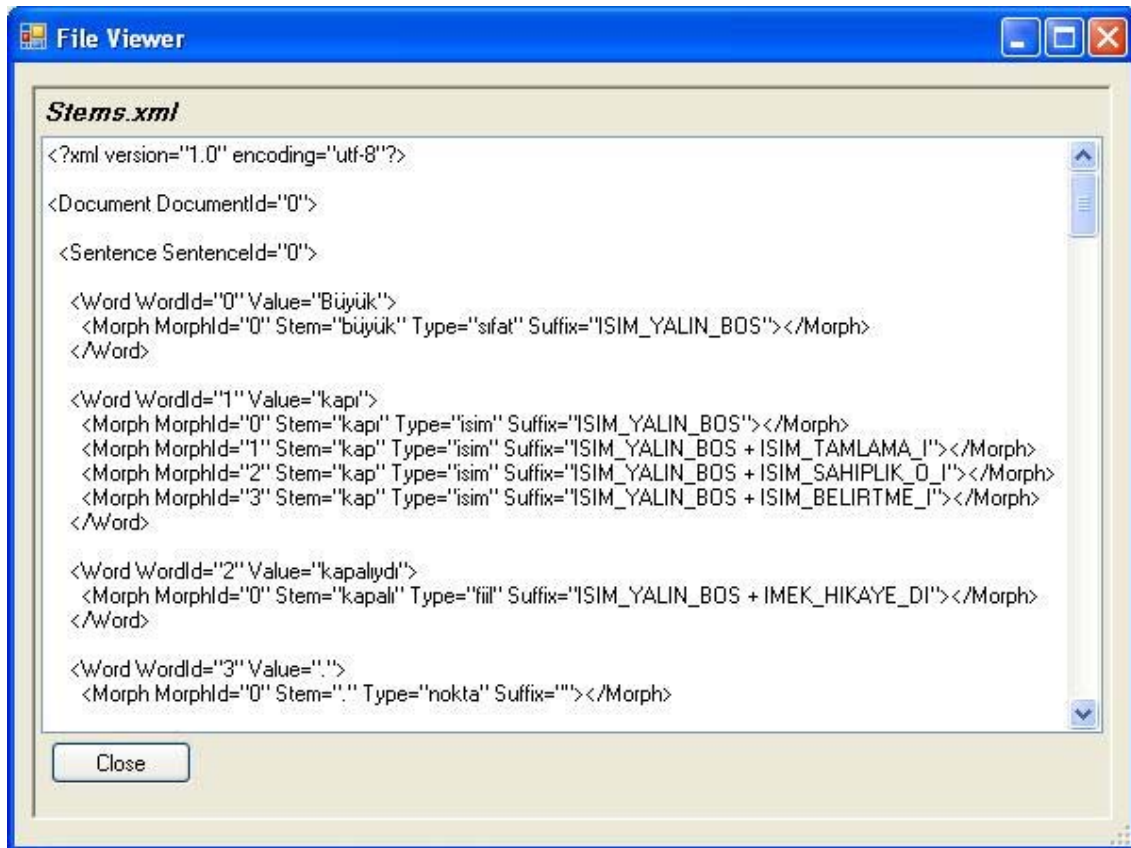 File Viewer
Stems.xml
<?xml version="1.0" encoding="utf-8"?>
<Document DocumentId="0">
<Sentence SentenceId="0">
<Word WordId="0" Value="Büyük">
<Morph MorphId="0" Stem="büyük" Type="sıfat" Suffix="ISIM_YALIN_BOS"></Morph>
</Word>
<Word WordId="1" Value="kapı">
<Morph MorphId="0" Stem="kapı" Type="isim" Suffix="ISIM_YALIN_BOS"></Morph>
<Morph MorphId="1" Stem="kap" Type="isim" Suffix="ISIM_YALIN_BOS + ISIM_TAMLAMA_I"></Morph>
<Morph MorphId="2" Stem="kap" Type="isim" Suffix="ISIM_YALIN_BOS + ISIM_SAHIPLIK_O_I"></Morph>
<Morph MorphId="3" Stem="kap" Type="isim" Suffix="ISIM_YALIN_BOS + ISIM_BELIRTME_I"></Morph>
</Word>
<Word WordId="2" Value="kapalıydı">
<Morph MorphId="0" Stem="kapalı" Type="fiil" Suffix="ISIM_YALIN_BOS + IMEK_HIKAYE_DI"></Morph>
</Word>
<Word WordId="3" Value=".">
<Morph MorphId="0" Stem="." Type="nokta" Suffix=""></Morph>
Close